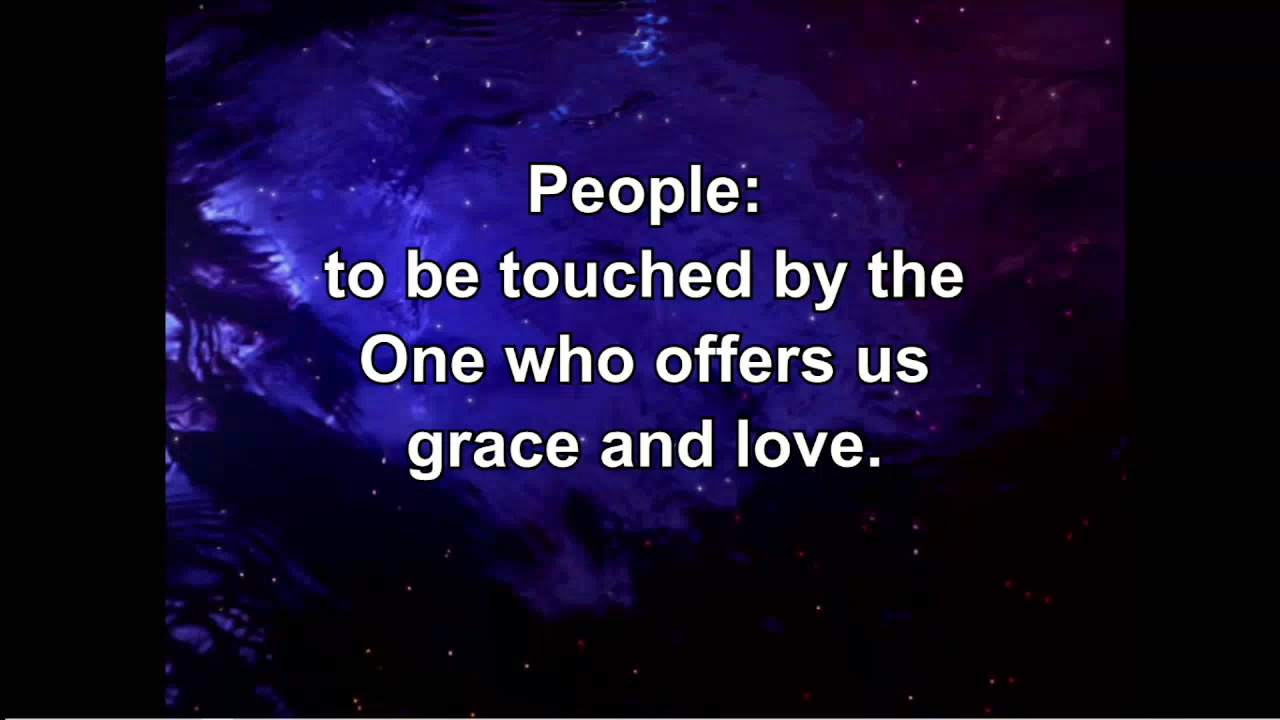 People:
to be touched by the
One who offers us
grace and love.